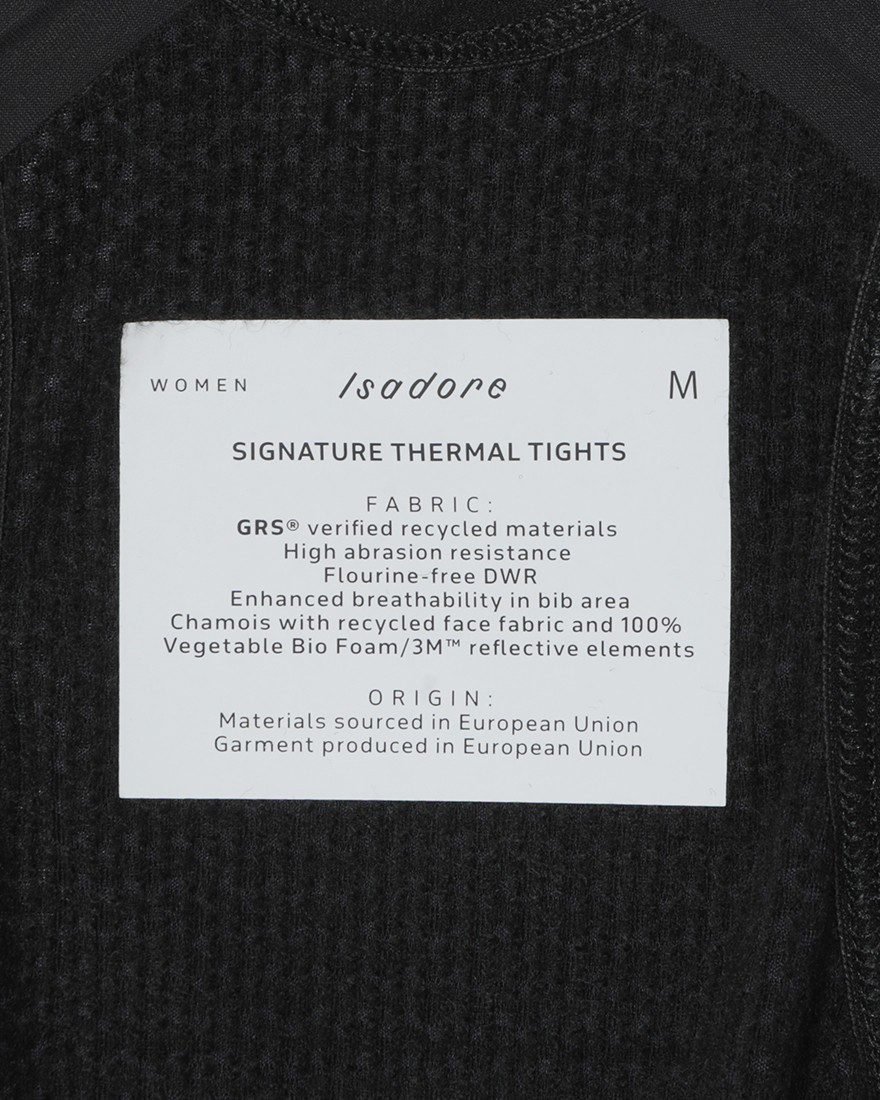 WOMEN Isadore M
SIGNATURE THERMAL TIGHTS
FABRIC:
GRS® verified recycled materials
High abrasion resistance
Flourine-free DWR
Enhanced breathability in bib area
Chamois with recycled face fabric and 100%
Vegetable Bio Foam/3M™ reflective elements
ORIGIN:
Materials sourced in European Union
Garment produced in European Union